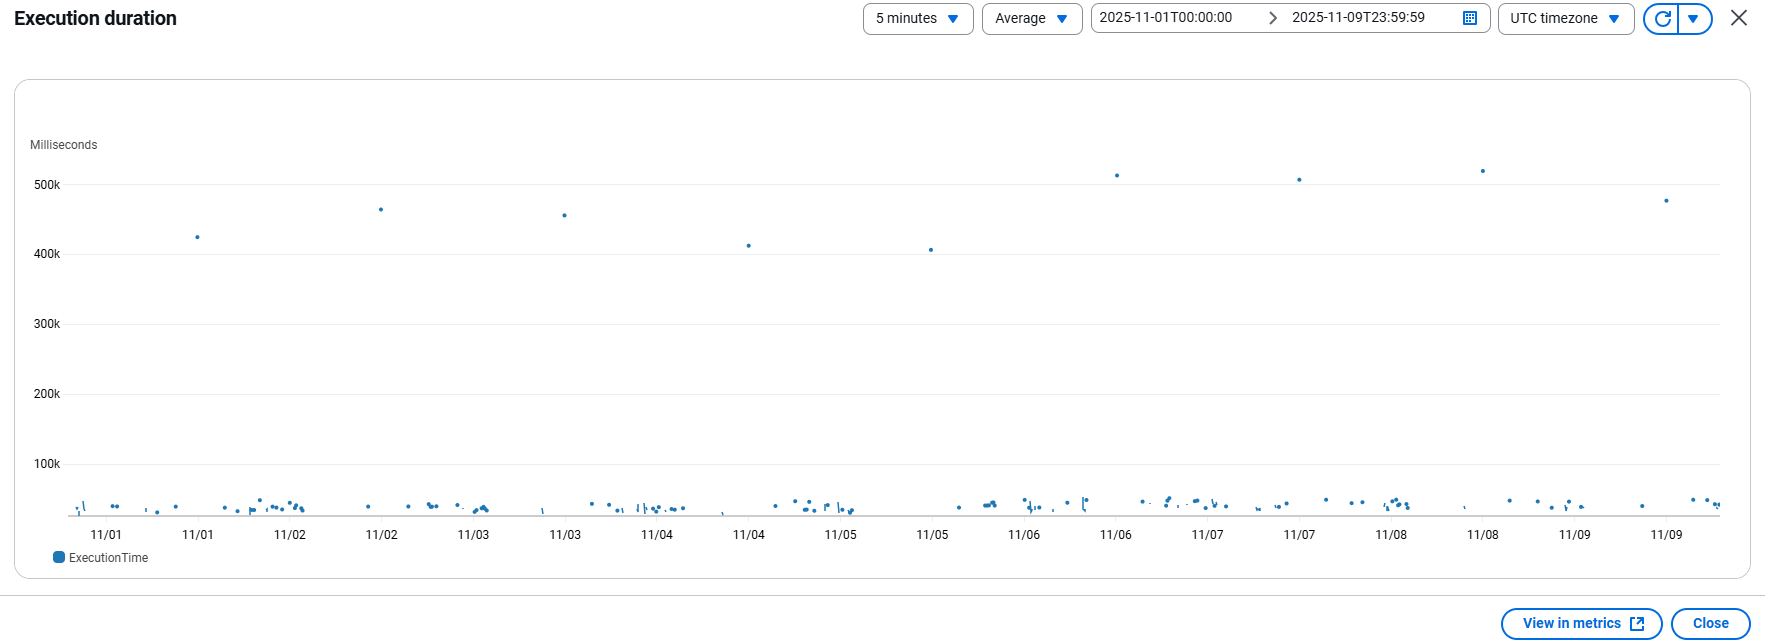 Execution duration
5 minutes
Average
2025-11-01T00:00:00
2025-11-09T23:59:59
UTC timezone
Milliseconds
500k
400k
300k
200k
100k
11/01 11/01 11/02 11/02 11/03 11/03 11/04 11/04 11/05 11/05 11/06 11/06 11/07 11/07 11/08 11/08 11/09 11/09
ExecutionTime
View in metrics
Close